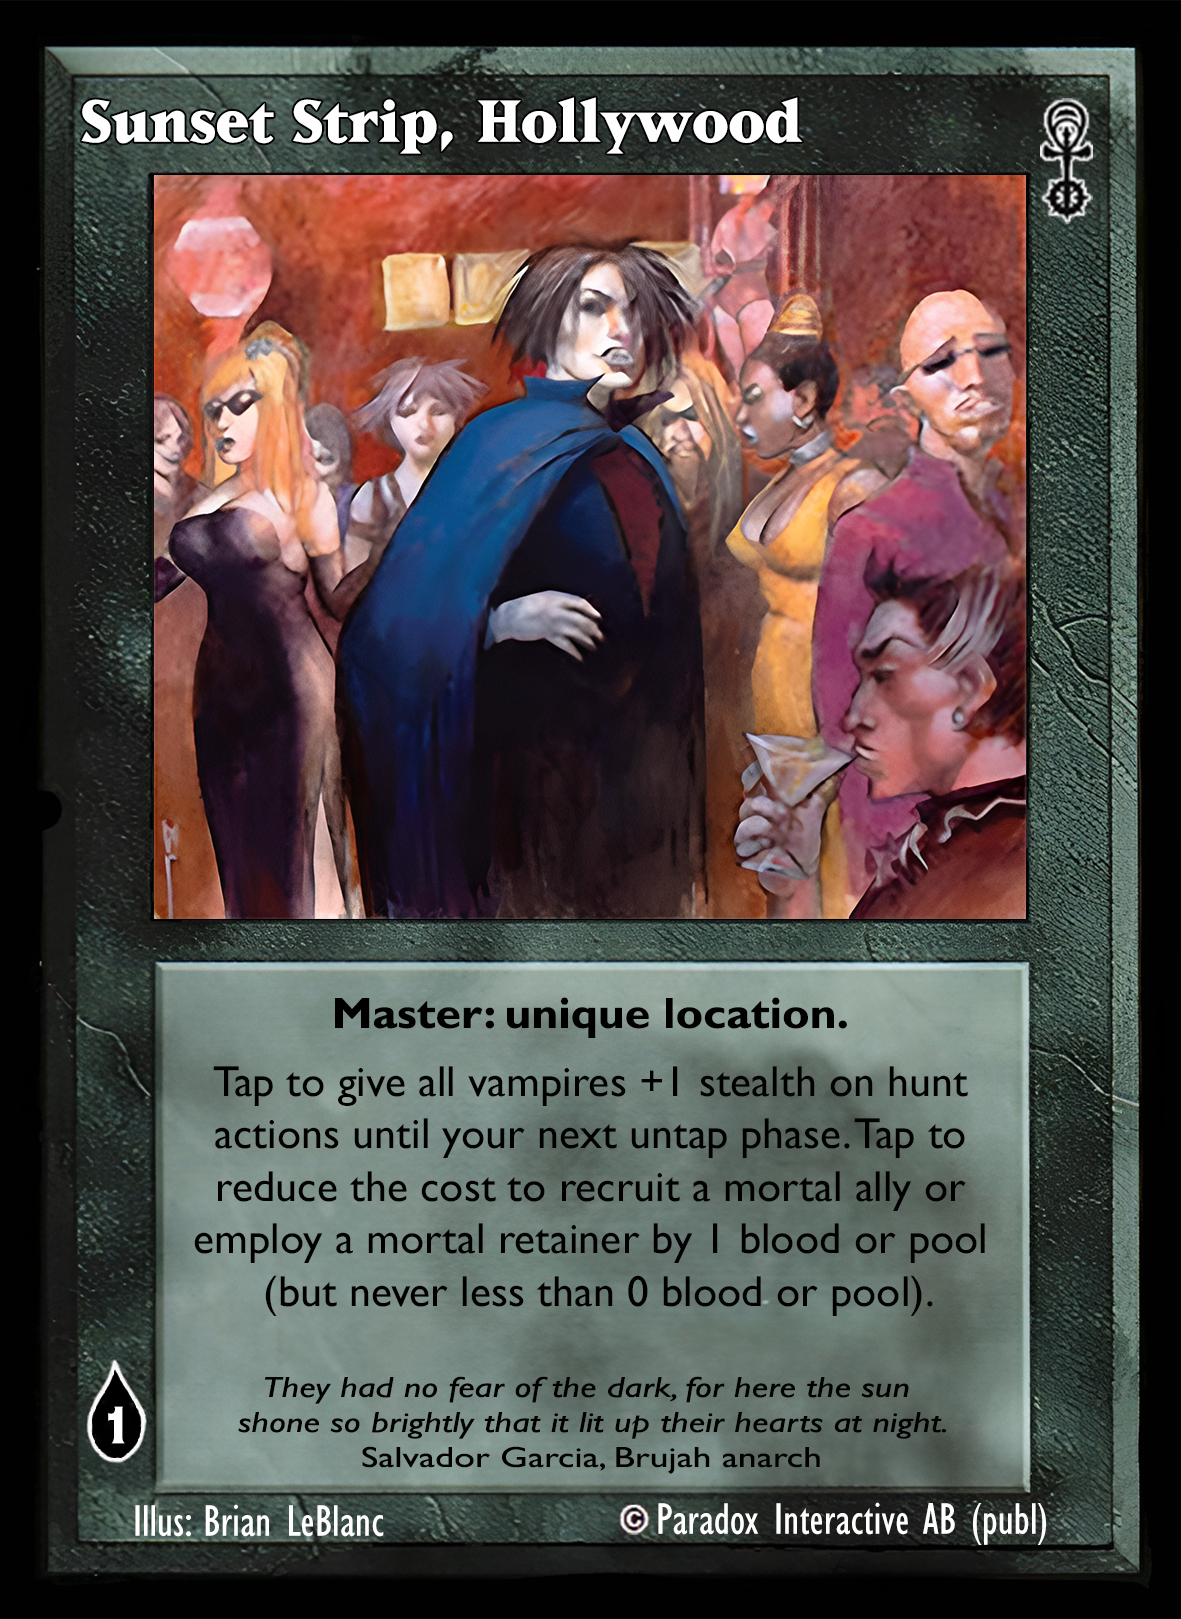 Sunset Strip, Hollywood
Master: unique location.
Tap to give all vampires +1 stealth on hunt
actions until your next untap phase. Tap to
reduce the cost to recruit a mortal ally or
employ a mortal retainer by 1 blood or pool
(but never less than 0 blood or pool).
They had no fear of the dark, for here the sun
shone so brightly that it lit up their hearts at night.
Salvador Garcia, Brujah anarch
1
Illus: Brian LeBlanc
© Paradox Interactive AB (publ)